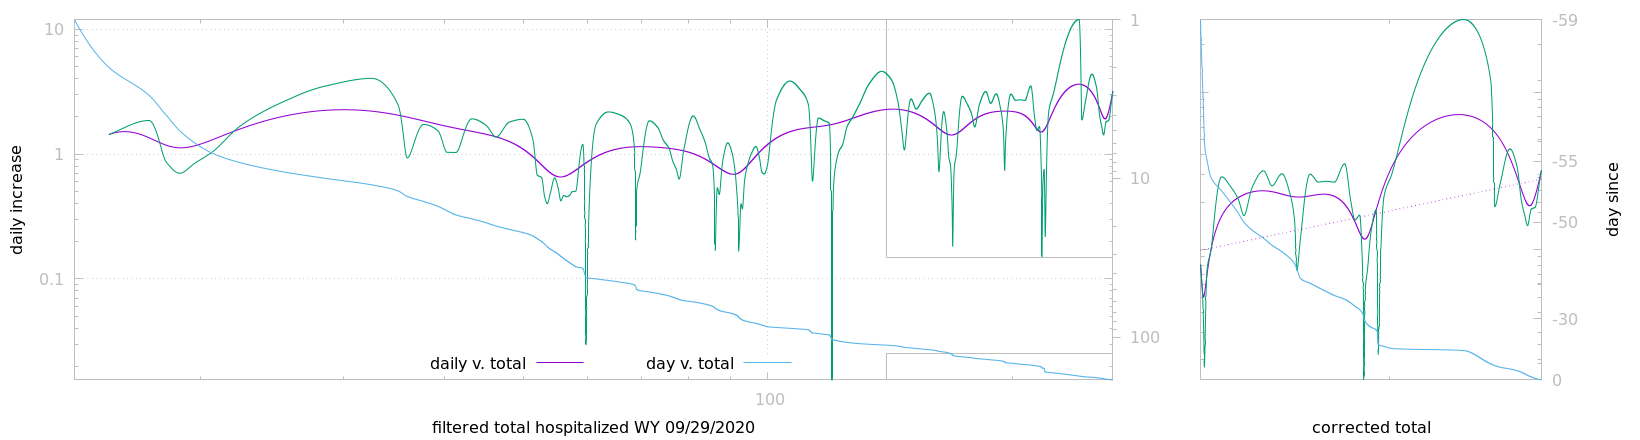 10
1
0.1
daily increase
1
10
100
daily v. total
day v. total
100
filtered total hospitalized WY 09/29/2020
-59
-55
-50
-30
0
day since
corrected total